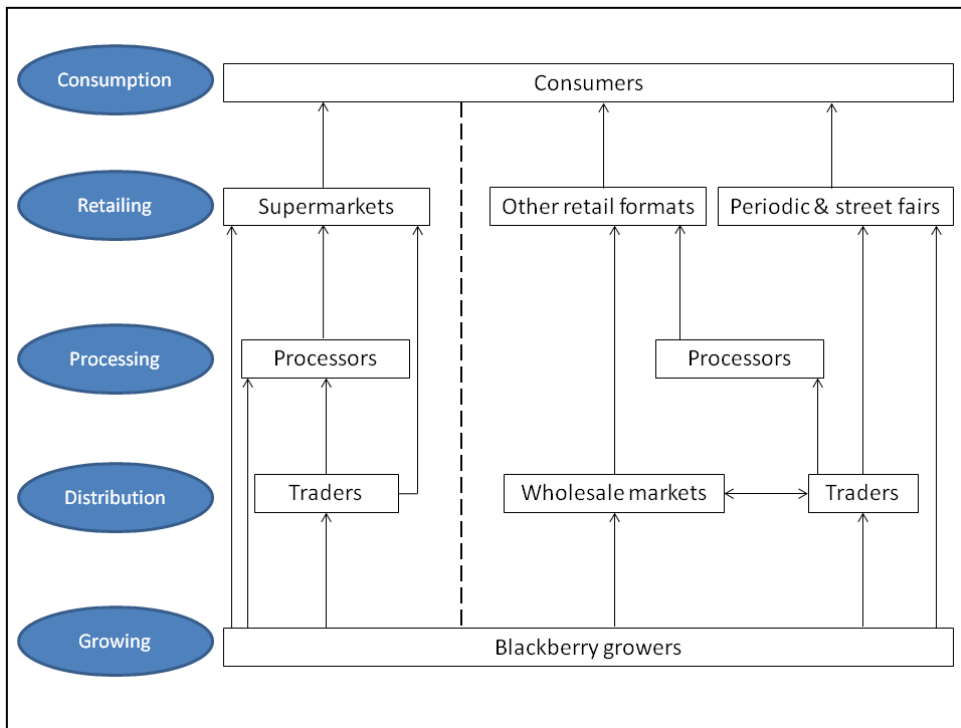 Consumption
Consumers
Retailing
Supermarkets
Other retail formats
Periodic & street fairs
Processing
Processors
Processors
Distribution
Traders
Wholesale markets
Traders
Growing
Blackberry growers